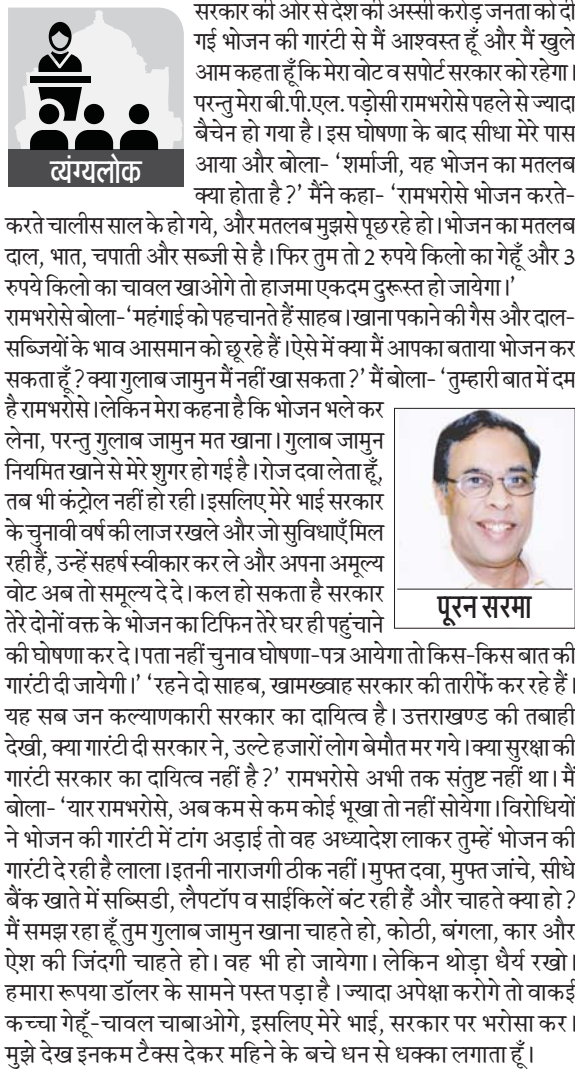 व्यंग्यलोक
सरकार की ओर से देश की अस्सी करोड़ जनता को दी
गई भोजन की गारंटी से मैं आश्वस्त हूँ और मैं खुले
आम कहता हूँ कि मेरा वोट व सपोर्ट सरकार को रहेगा।
परन्तु मेरा बी.पी.एल. पड़ोसी रामभरोसे पहले से ज्यादा
बैचेन हो गया है। इस घोषणा के बाद सीधा मेरे पास
आया और बोला- ‘शर्माजी, यह भोजन का मतलब
क्या होता है?’ मैंने कहा- ‘रामभरोसे भोजन करते-
करते चालीस साल के हो गये, और मतलब मुझसे पूछ रहे हो। भोजन का मतलब
दाल, भात, चपाती और सब्जी से है। फिर तुम तो 2 रुपये किलो का गेहूँ और 3
रुपये किलो का चावल खाओगे तो हाजमा एकदम दुरूस्त हो जायेगा।’
रामभरोसे बोला-‘महंगाई को पहचानते हैं साहब। खाना पकाने की गैस और दाल-
सब्जियों के भाव आसमान को छू रहे हैं। ऐसे में क्या मैं आपका बताया भोजन कर
सकता हूँ? क्या गुलाब जामुन मैं नहीं खा सकता?’ मैं बोला- ‘तुम्हारी बात में दम
है रामभरोसे। लेकिन मेरा कहना है कि भोजन भले कर
लेना, परन्तु गुलाब जामुन मत खाना। गुलाब जामुन
नियमित खाने से मेरे शुगर हो गई है। रोज दवा लेता हूँ,
तब भी कंट्रोल नहीं हो रही। इसलिए मेरे भाई सरकार
के चुनावी वर्ष की लाज रखले और जो सुविधाएँ मिल
रही हैं, उन्हें सहर्ष स्वीकार कर ले और अपना अमूल्य
वोट अब तो समूल्य दे दे। कल हो सकता है सरकार
तेरे दोनों वक्त के भोजन का टिफिन तेरे घर ही पहुंचाने
पूरन सरमा
की घोषणा कर दे। पता नहीं चुनाव घोषणा-पत्र आयेगा तो किस-किस बात की
गारंटी दी जायेगी।’ ‘रहने दो साहब, खामख्वाह सरकार की तारीफें कर रहे हैं।
यह सब जन कल्याणकारी सरकार का दायित्व है। उत्तराखण्ड की तबाही
देखी, क्या गारंटी दी सरकार ने, उल्टे हजारों लोग बेमौत मर गये। क्या सुरक्षा की
गारंटी सरकार का दायित्व नहीं है?’ रामभरोसे अभी तक संतुष्ट नहीं था। मैं
बोला- ‘यार रामभरोसे, अब कम से कम कोई भूखा तो नहीं सोयेगा। विरोधियों
ने भोजन की गारंटी में टांग अड़ाई तो वह अध्यादेश लाकर तुम्हें भोजन की
गारंटी दे रही है लाला। इतनी नाराजगी ठीक नहीं। मुफ्त दवा, मुफ्त जांचे, सीधे
बैंक खाते में सब्सिडी, लैपटॉप व साईकिलें बंट रही हैं और चाहते क्या हो?
मैं समझ रहा हूँ तुम गुलाब जामुन खाना चाहते हो, कोठी, बंगला, कार और
ऐश की जिंदगी चाहते हो। वह भी हो जायेगा। लेकिन थोड़ा धैर्य रखो।
हमारा रूपया डॉलर के सामने पस्त पड़ा है। ज्यादा अपेक्षा करोगे तो वाकई
कच्चा गेहूँ-चावल चाबाओगे, इसलिए मेरे भाई, सरकार पर भरोसा कर।
मुझे देख इनकम टैक्स देकर महिने के बचे धन से धक्का लगाता हूँ।